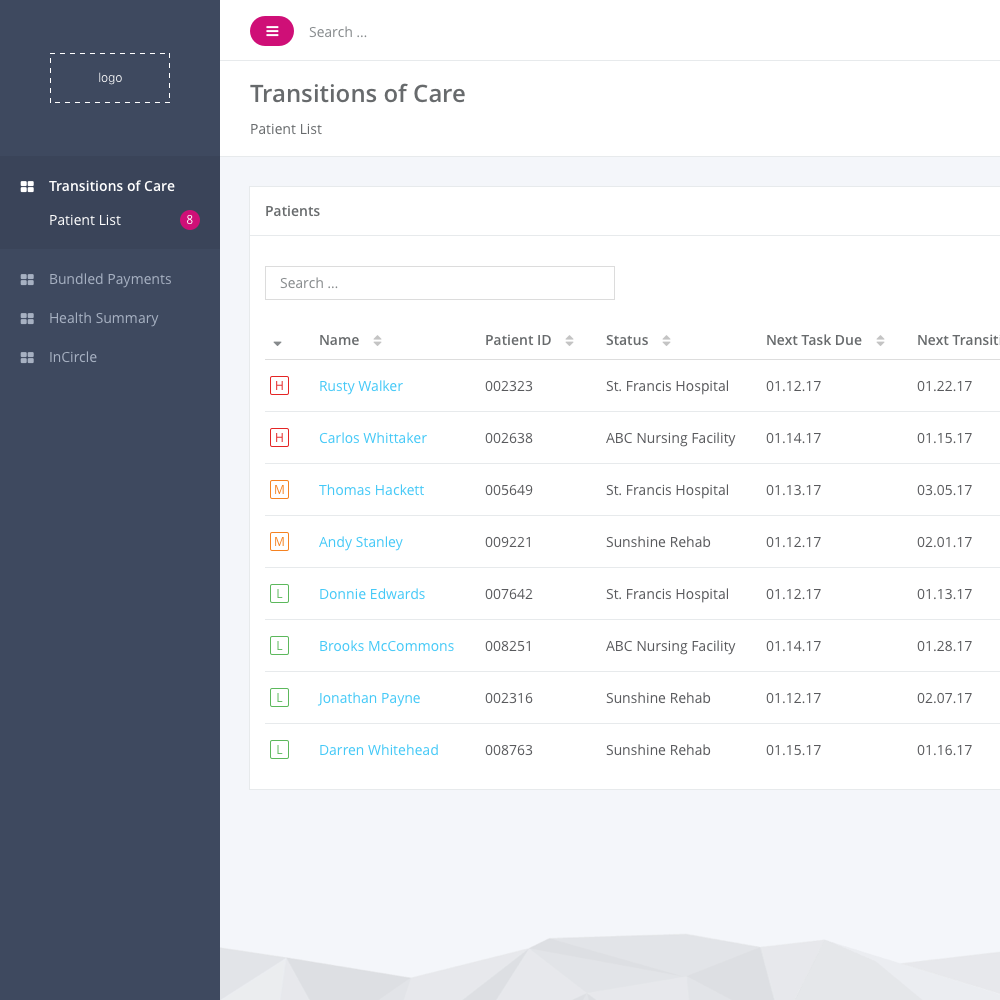 logo
Transitions of Care
Patient List 8
Bundled Payments
Health Summary
InCircle
Search ...
Transitions of Care
Patient List
Patients
Search ...
Name Patient ID Status Next Task Due Next Transiti
H Rusty Walker 002323 St. Francis Hospital 01.12.17 01.22.17
H Carlos Whittaker 002638 ABC Nursing Facility 01.14.17 01.15.17
M Thomas Hackett 005649 St. Francis Hospital 01.13.17 03.05.17
M Andy Stanley 009221 Sunshine Rehab 01.12.17 02.01.17
L Donnie Edwards 007642 St. Francis Hospital 01.12.17 01.13.17
L Brooks McCommons 008251 ABC Nursing Facility 01.14.17 01.28.17
L Jonathan Payne 002316 Sunshine Rehab 01.12.17 02.07.17
L Darren Whitehead 008763 Sunshine Rehab 01.15.17 01.16.17